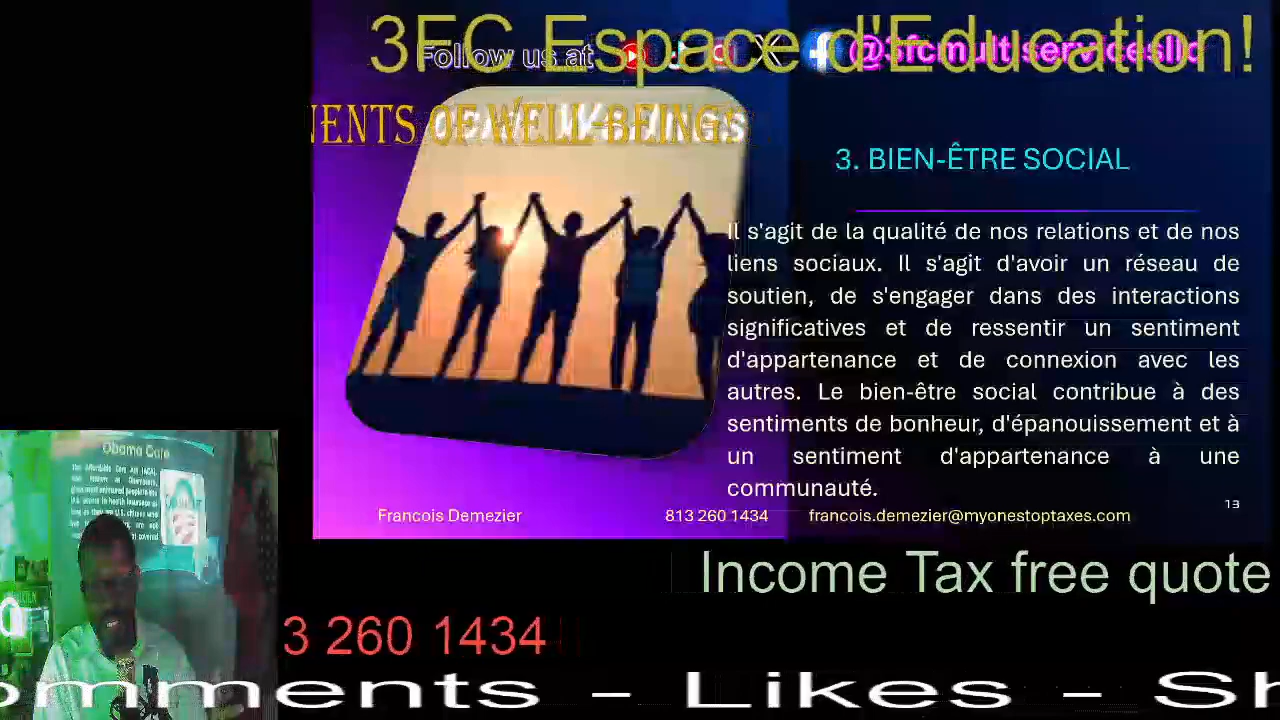 3FC Espace d'Education!
Follow us at
@3fcmultiservicesllc
NENTS OF WELL-BEINGS
3. BIEN-ÊTRE SOCIAL
Il s'agit de la qualité de nos relations et de nos
liens sociaux. Il s'agit d'avoir un réseau de
soutien, de s'engager dans des interactions
significatives et de ressentir un sentiment
d'appartenance et de connexion avec les
autres. Le bien-être social contribue à des
sentiments de bonheur, d'épanouissement et à
un sentiment d'appartenance à une
communauté.
Francois Demezier
813 260 1434
francois.demezier@myonestoptaxes.com
13
Obama Care
Income Tax free quote
3 260 1434
omments - Likes - Sh